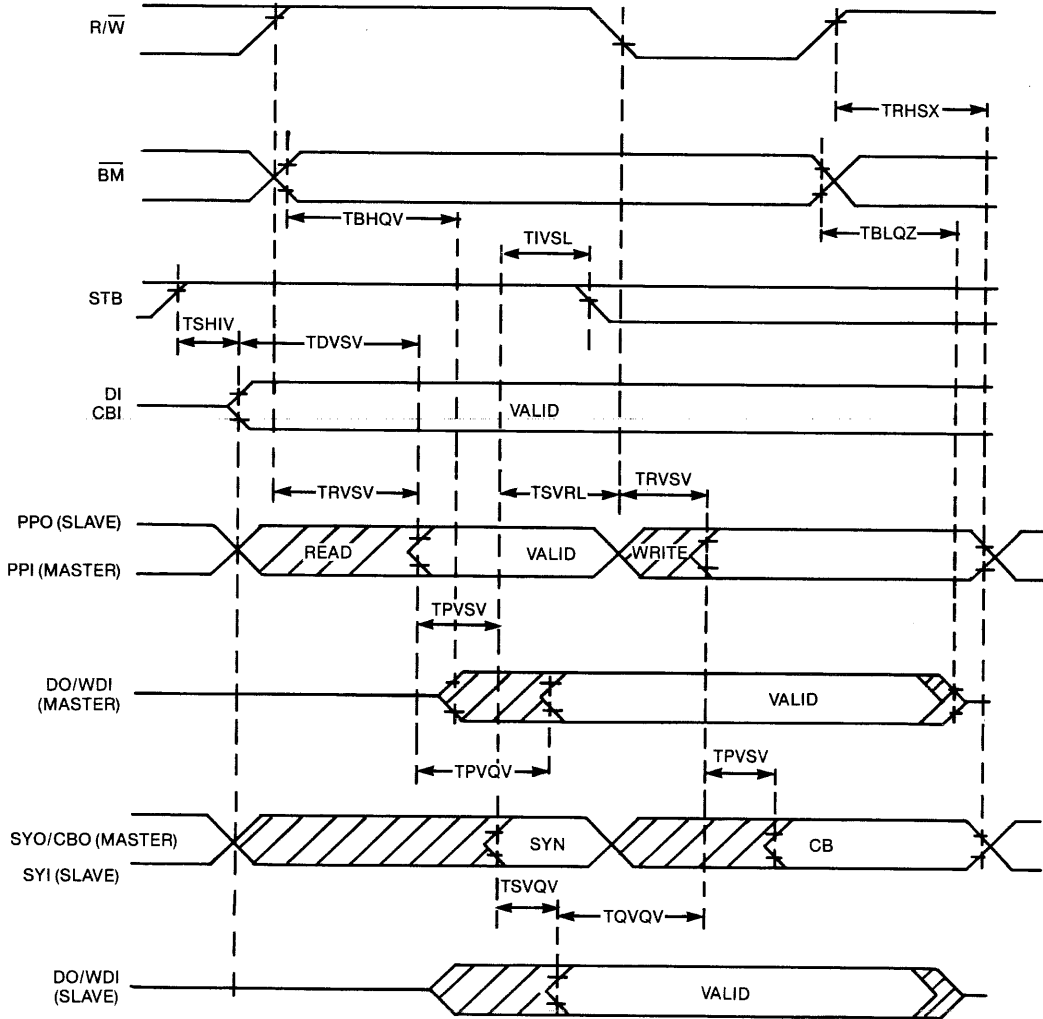 R/W̅
TRHSX
B̅M̅
TBHQV
TBLQZ
TIVSL
STB
TSHIV
TDVSV
DI
CBI
VALID
TRVSV
TSVRL
TRVSV
PPO (SLAVE)
READ
VALID
WRITE
PPI (MASTER)
TPVSV
DO/WDI
(MASTER)
VALID
TPVQV
TPVSV
SYO/CBO (MASTER)
SYN
CB
SYI (SLAVE)
TSVQV
TQVQV
DO/WDI
(SLAVE)
VALID